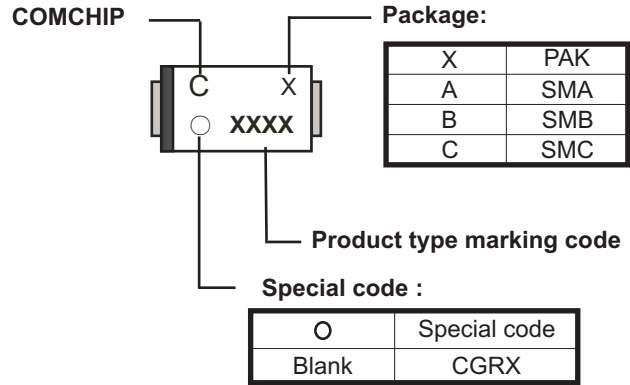 COMCHIP
Package:
C X
○ XXXX
X PAK
A SMA
B SMB
C SMC
Product type marking code
Special code :
O Special code
Blank CGRX